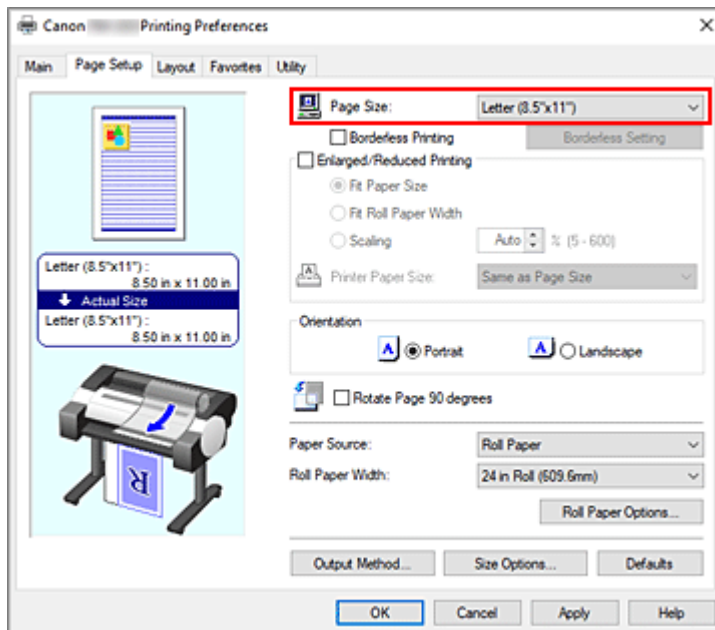 Canon Printing Preferences
Main Page Setup Layout Favorites Utility
Page Size: Letter (8.5"x11")
Borderless Printing Borderless Setting
Enlarged/Reduced Printing
Fit Paper Size
Fit Roll Paper Width
Scaling Auto % (5 - 600)
Printer Paper Size: Same as Page Size
Letter (8.5"x11") :
8.50 in x 11.00 in
Actual Size
Letter (8.5"x11") :
8.50 in x 11.00 in
Orientation
A Portrait A Landscape
Rotate Page 90 degrees
Paper Source: Roll Paper
Roll Paper Width: 24 in Roll (609.6mm)
Roll Paper Options...
R
Output Method... Size Options... Defaults
OK Cancel Apply Help